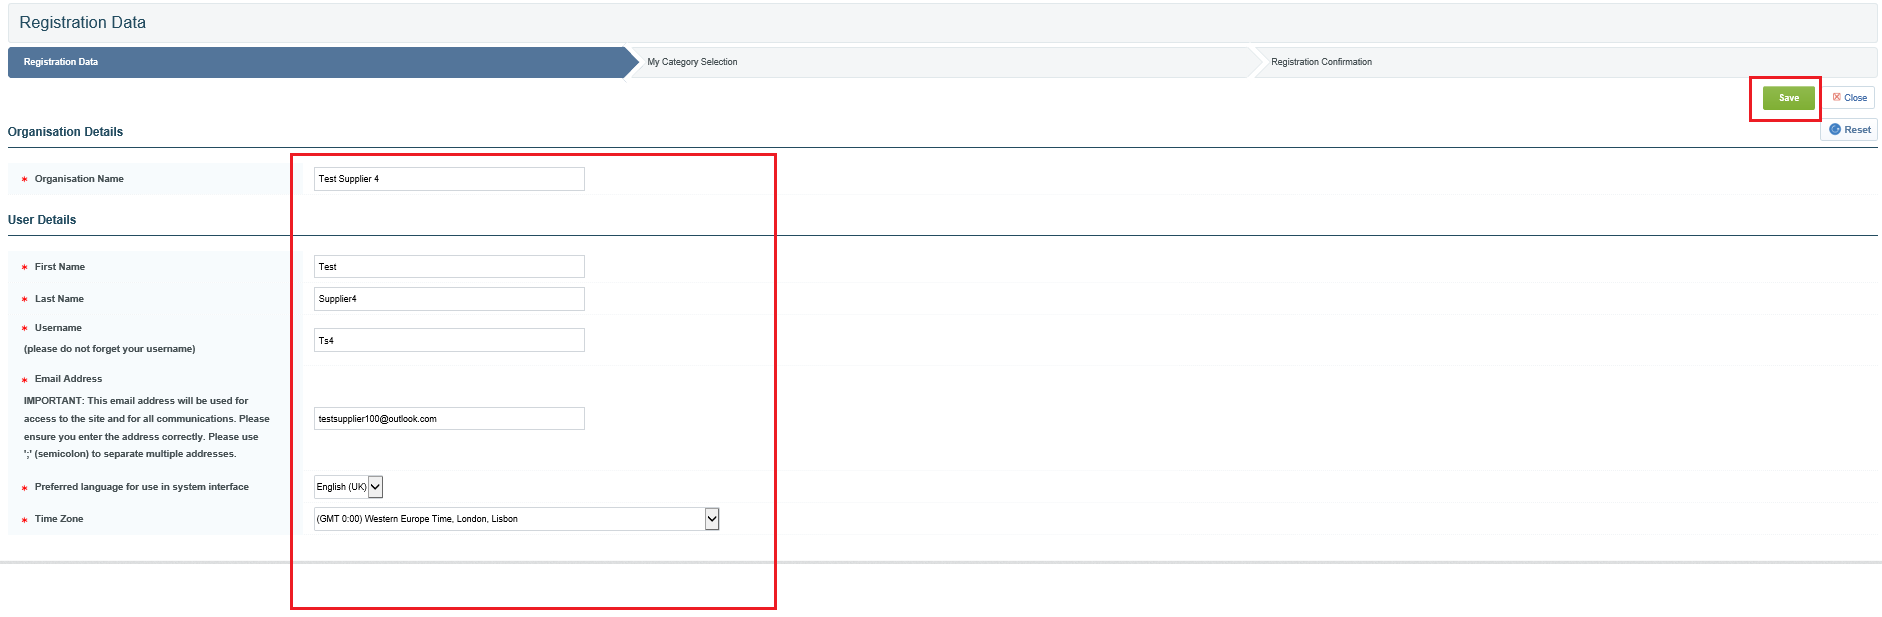 Registration Data
Registration Data
My Category Selection
Registration Confirmation
Save
Close
Organisation Details
Reset
* Organisation Name
Test Supplier 4
User Details
* First Name
Test
* Last Name
Supplier4
* Username
(please do not forget your username)
Ts4
* Email Address
IMPORTANT: This email address will be used for
access to the site and for all communications. Please
ensure you enter the address correctly. Please use
';' (semicolon) to separate multiple addresses.
testsupplier100@outlook.com
* Preferred language for use in system interface
English (UK)
* Time Zone
(GMT 0:00) Western Europe Time, London, Lisbon